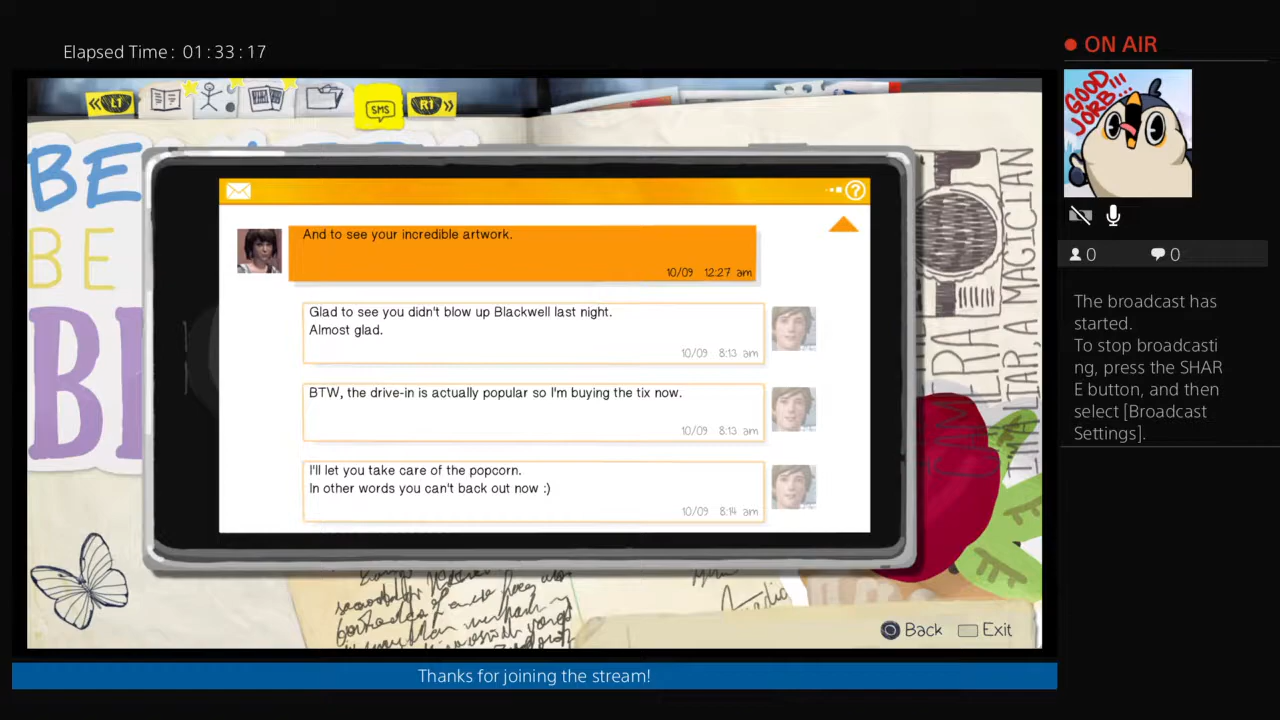 Elapsed Time: 01:33:17
ON AIR
«L1
SMS
R1»
GOOD
JORB!!!
BE
BE
And to see your incredible artwork.
10/09 12:27 am
Glad to see you didn't blow up Blackwell last night.
Almost glad.
10/09 8:13 am
BTW, the drive-in is actually popular so I'm buying the tix now.
10/09 8:13 am
I'll let you take care of the popcorn.
In other words you can't back out now :)
10/09 8:14 am
0
0
The broadcast has
started.
To stop broadcasti
ng, press the SHAR
E button, and then
select [Broadcast
Settings].
A MAGICIAN
Back
Exit
Thanks for joining the stream!